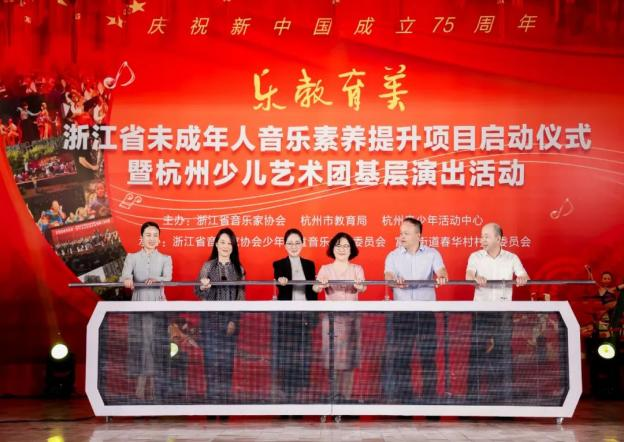 庆祝新中国成立75周年
乐教育美
浙江省未成年人音乐素养提升项目启动仪式
暨杭州少儿艺术团基层演出活动
主办：浙江省音乐家协会 杭州市教育局 杭州 少年活动中心
承办：浙江省音 协会少年 音 委员会 街道春华村 委员会